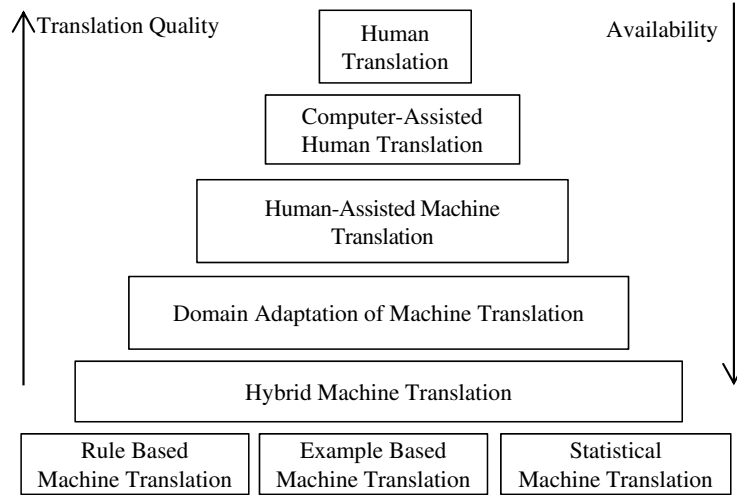 Translation Quality
Availability
Human
Translation
Computer-Assisted
Human Translation
Human-Assisted Machine
Translation
Domain Adaptation of Machine Translation
Hybrid Machine Translation
Rule Based
Machine Translation
Example Based
Machine Translation
Statistical
Machine Translation